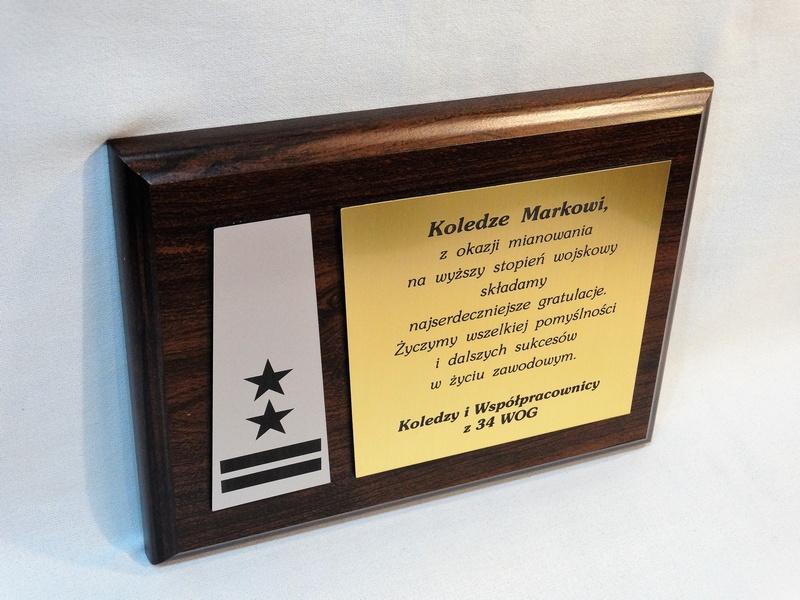 Koledze Markowi,
z okazji mianowania
na wyższy stopień wojskowy
składamy
najserdeczniejsze gratulacje.
Życzymy wszelkiej pomyślności
i dalszych sukcesów
w życiu zawodowym.
Koledzy i Współpracownicy
z 34 WOG